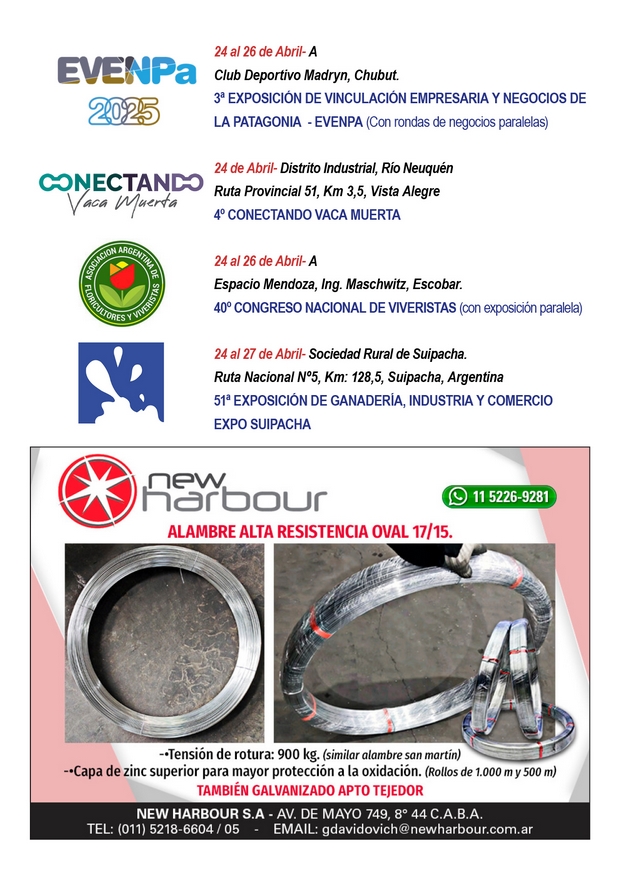 EVENPa
2025
24 al 26 de Abril- A
Club Deportivo Madryn, Chubut.
3ª EXPOSICIÓN DE VINCULACIÓN EMPRESARIA Y NEGOCIOS DE
LA PATAGONIA - EVENPA (Con rondas de negocios paralelas)
CONECTANDO
Vaca Muerta
24 de Abril- Distrito Industrial, Río Neuquén
Ruta Provincial 51, Km 3,5, Vista Alegre
4º CONECTANDO VACA MUERTA
ASOCIACION ARGENTINA DE
FLORICULTORES Y VIVERISTAS
24 al 26 de Abril- A
Espacio Mendoza, Ing. Maschwitz, Escobar.
40º CONGRESO NACIONAL DE VIVERISTAS (con exposición paralela)
24 al 27 de Abril- Sociedad Rural de Suipacha.
Ruta Nacional Nº5, Km: 128,5, Suipacha, Argentina
51ª EXPOSICIÓN DE GANADERÍA, INDUSTRIA Y COMERCIO
EXPO SUIPACHA
new
harbour
11 5226-9281
ALAMBRE ALTA RESISTENCIA OVAL 17/15.
-•Tensión de rotura: 900 kg. (similar alambre san martín)
-•Capa de zinc superior para mayor protección a la oxidación. (Rollos de 1.000 m y 500 m)
TAMBIÉN GALVANIZADO APTO TEJEDOR
NEW HARBOUR S.A - AV. DE MAYO 749, 8° 44 C.A.B.A.
TEL: (011) 5218-6604 / 05 - EMAIL: gdavidovich@newharbour.com.ar